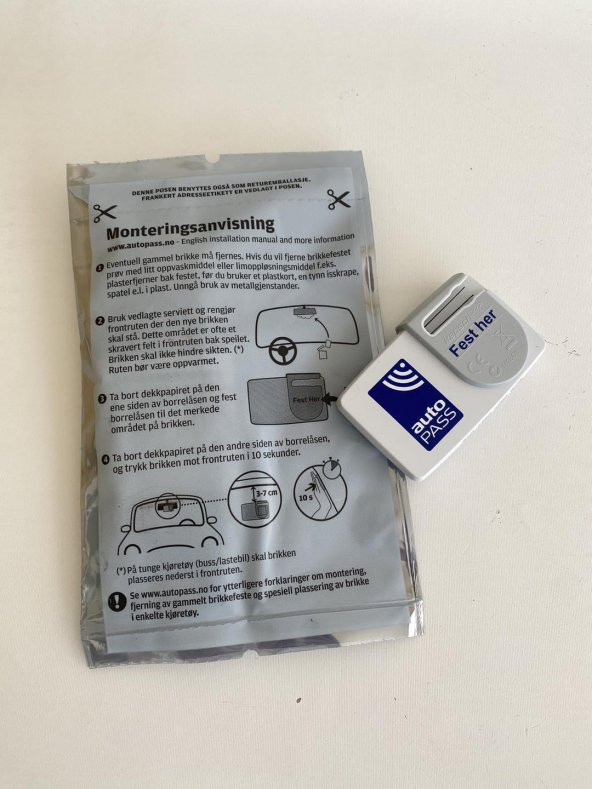 DENNE POSEN BENYTTES OGSÅ SOM RETUREMBALLASJE.
FRANKERT ADRESSEETIKETT ER VEDLAGT I POSEN.
Monteringsanvisning
www.autopass.no - English installation manual and more information
1 Eventuell gammel brikke må fjernes. Hvis du vil fjerne brikkefestet
prøv med litt oppvaskmiddel eller limoppløsningsmiddel f.eks.
plasterfjerner bak festet, før du bruker et plastkort, en tynn isskrape,
spatel e.l. i plast. Unngå bruk av metallgjenstander.
2 Bruk vedlagte serviett og rengjør
frontruten der den nye brikken
skal stå. Dette området er ofte et
skravert felt i frontruten bak speilet.
Brikken skal ikke hindre sikten. (*)
Ruten bør være oppvarmet.
3 Ta bort dekkpapiret på den
ene siden av borrelåsen og fest
borrelåsen til det merkede
området på brikken.
Fest Her
4 Ta bort dekkpapiret på den andre siden av borrelåsen,
og trykk brikken mot frontruten i 10 sekunder.
3-7 cm
10 s
(*) På tunge kjøretøy (buss/lastebil) skal brikken
plasseres nederst i frontruten.
! Se www.autopass.no for ytterligere forklaringer om montering,
fjerning av gammelt brikkefeste og spesiell plassering av brikke
i enkelte kjøretøy.
Fest her
CE
auto
PASS